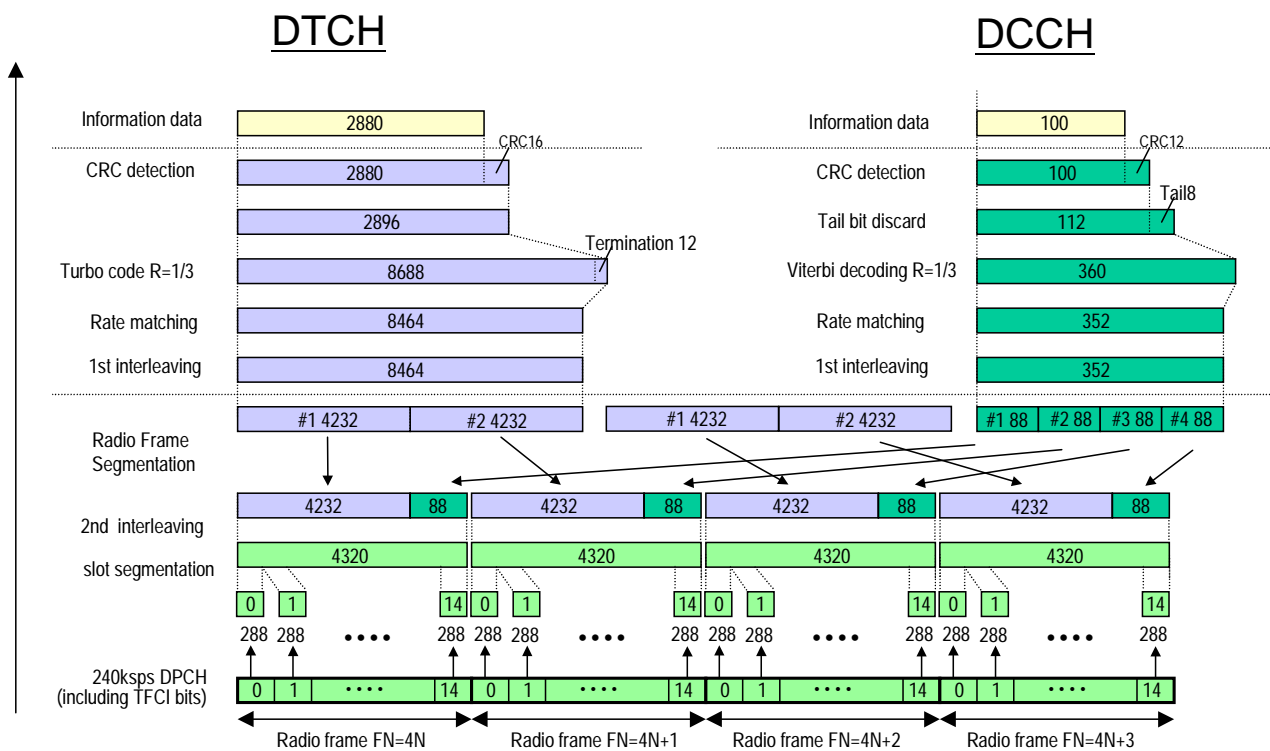 DTCH DCCH
Information data 2880 Information data 100
CRC16 CRC12
CRC detection 2880 CRC detection 100
Tail8
2896 Tail bit discard 112
Termination 12
Turbo code R=1/3 8688 Viterbi decoding R=1/3 360
Rate matching 8464 Rate matching 352
1st interleaving 8464 1st interleaving 352
#1 4232 #2 4232 #1 4232 #2 4232 #1 88 #2 88 #3 88 #4 88
Radio Frame
Segmentation
4232 88 4232 88 4232 88 4232 88
2nd interleaving
4320 4320 4320 4320
slot segmentation
0 1 14 0 1 14 0 1 14 0 1 14
288 288 •••• 288 288 288 •••• 288 288 288 •••• 288 288 288 •••• 288
240ksps DPCH
(including TFCI bits)
0 1 •••• 14 0 1 •••• 14 0 1 •••• 14 0 1 •••• 14
Radio frame FN=4N Radio frame FN=4N+1 Radio frame FN=4N+2 Radio frame FN=4N+3